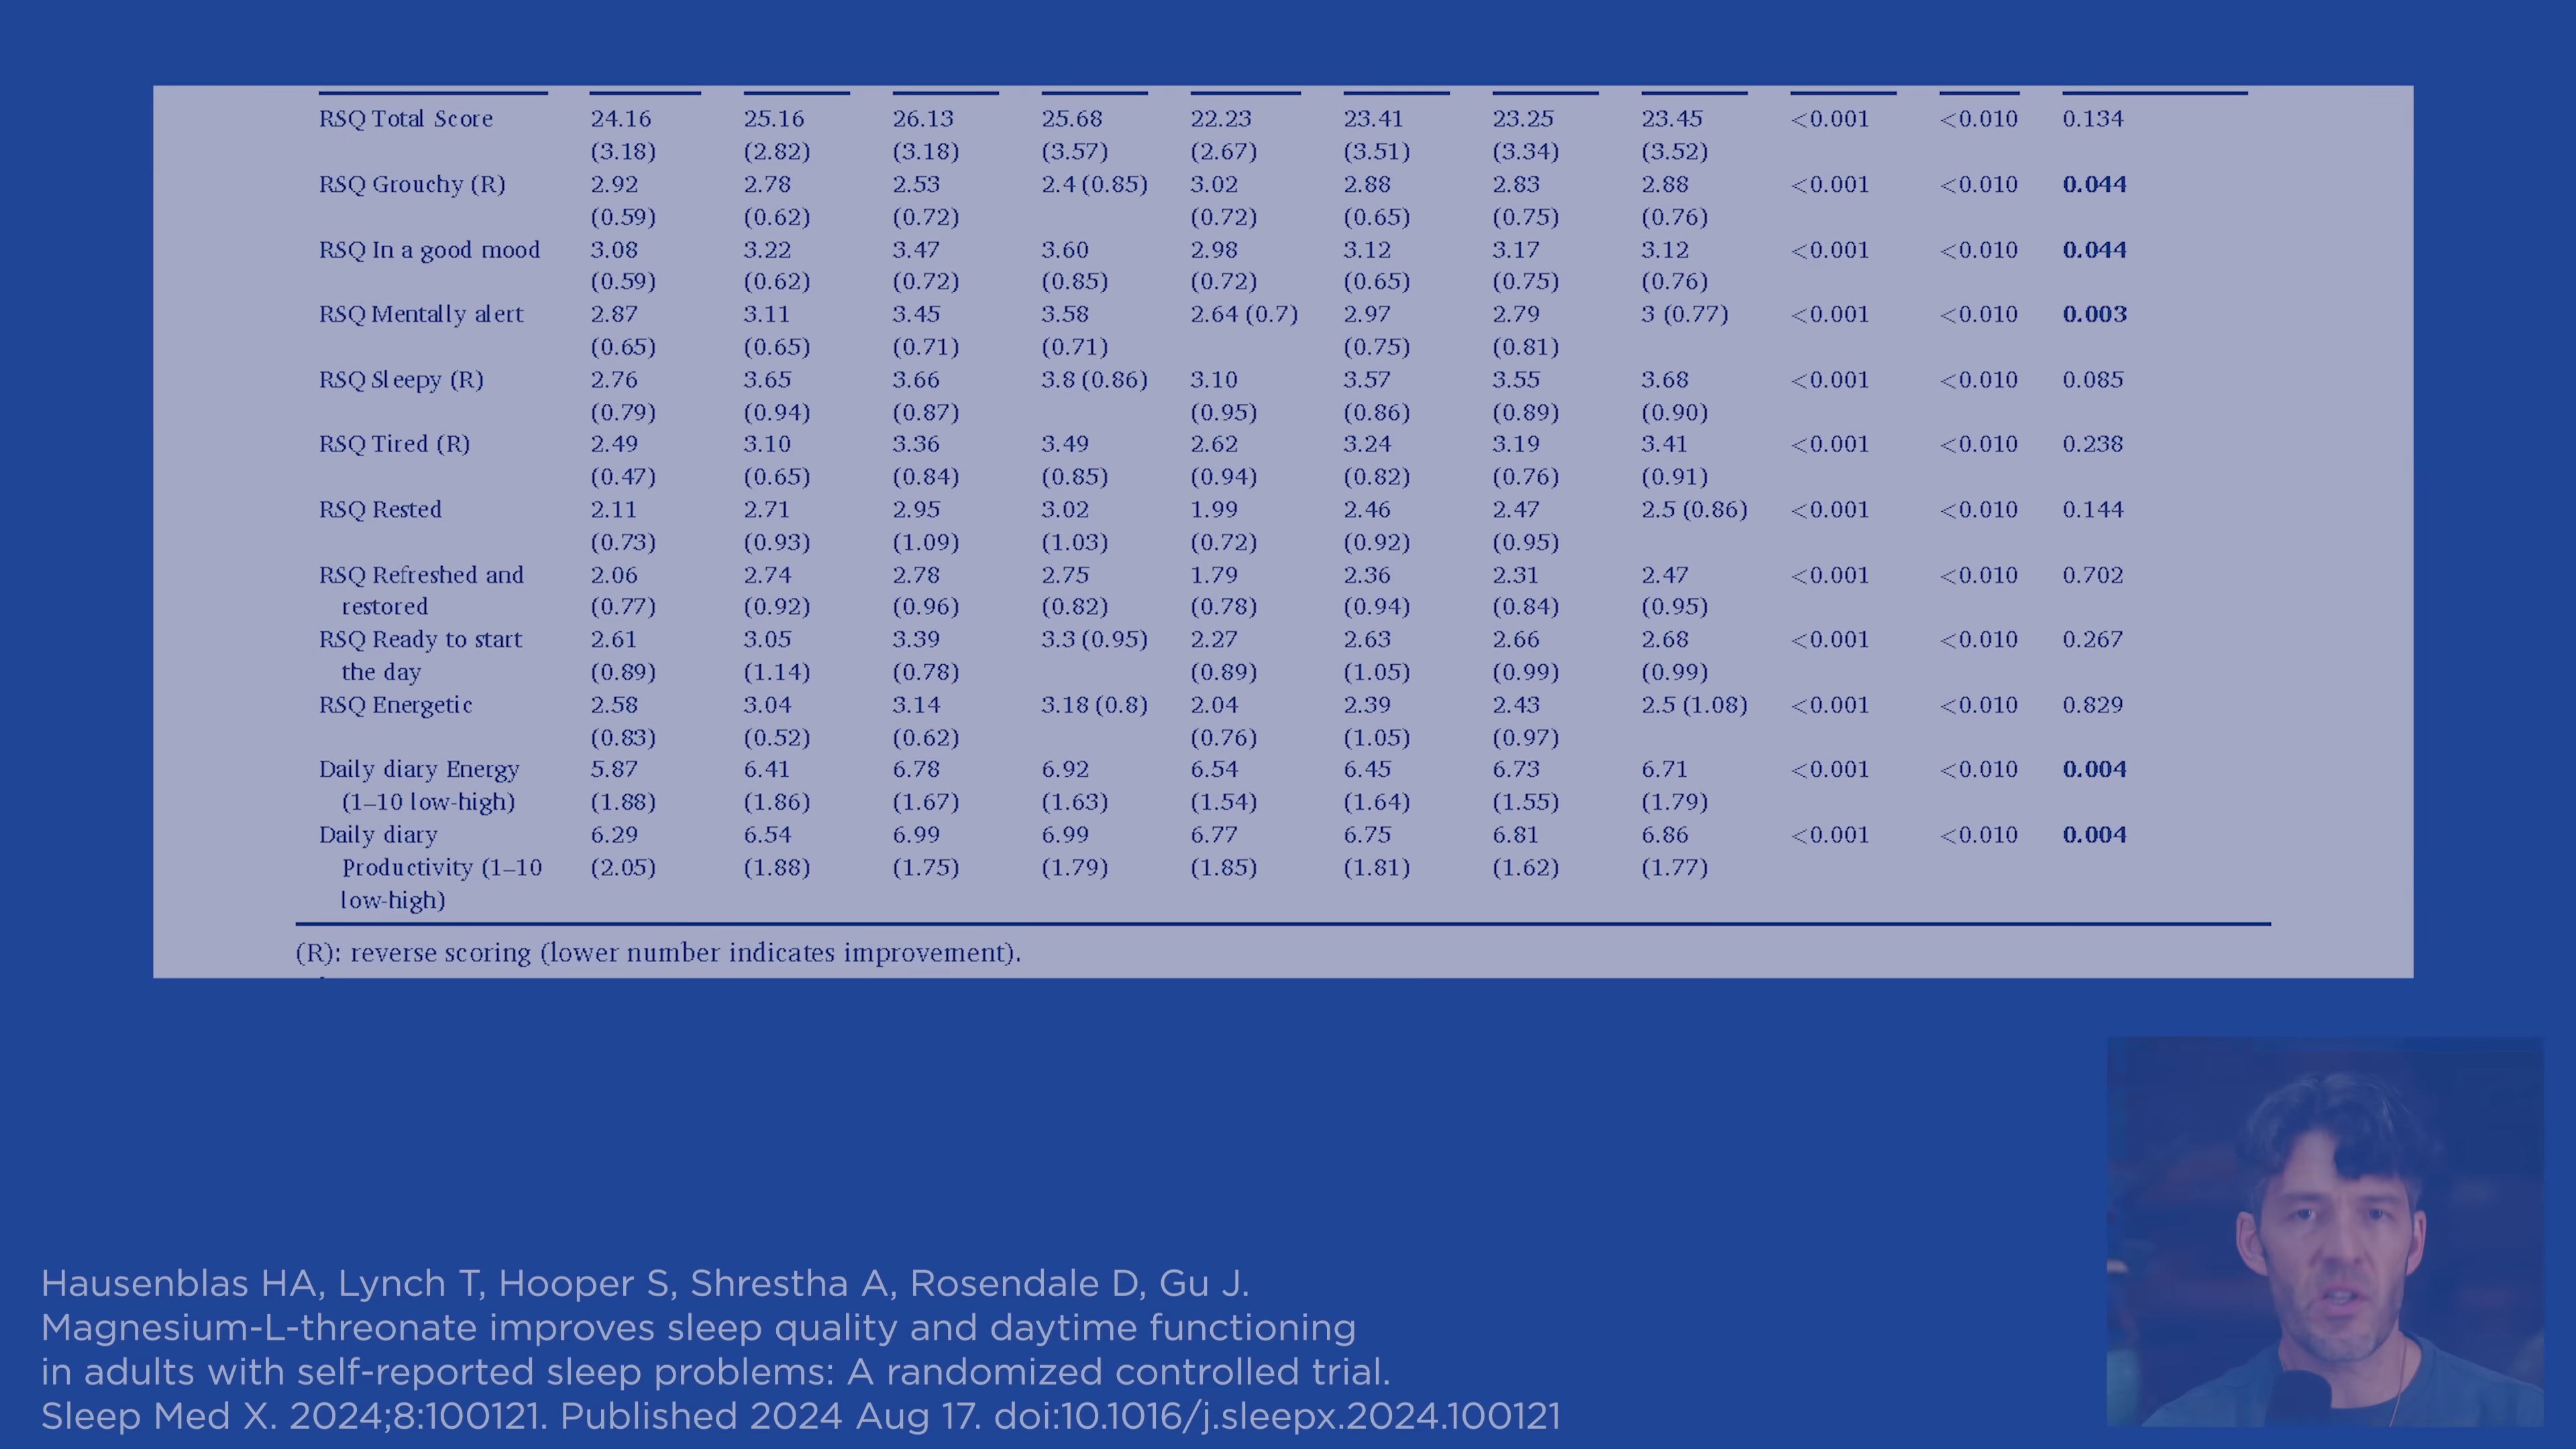 RSQ Total Score 24.16 25.16 26.13 25.68 22.23 23.41 23.25 23.45 <0.001 <0.010 0.134
(3.18) (2.82) (3.18) (3.57) (2.67) (3.51) (3.34) (3.52)
RSQ Grouchy (R) 2.92 2.78 2.53 2.4 (0.85) 3.02 2.88 2.83 2.88 <0.001 <0.010 0.044
(0.59) (0.62) (0.72) (0.72) (0.65) (0.75) (0.76)
RSQ In a good mood 3.08 3.22 3.47 3.60 2.98 3.12 3.17 3.12 <0.001 <0.010 0.044
(0.59) (0.62) (0.72) (0.85) (0.72) (0.65) (0.75) (0.76)
RSQ Mentally alert 2.87 3.11 3.45 3.58 2.64 (0.7) 2.97 2.79 3 (0.77) <0.001 <0.010 0.003
(0.65) (0.65) (0.71) (0.71) (0.75) (0.81)
RSQ Sleepy (R) 2.76 3.65 3.66 3.8 (0.86) 3.10 3.57 3.55 3.68 <0.001 <0.010 0.085
(0.79) (0.94) (0.87) (0.95) (0.86) (0.89) (0.90)
RSQ Tired (R) 2.49 3.10 3.36 3.49 2.62 3.24 3.19 3.41 <0.001 <0.010 0.238
(0.47) (0.65) (0.84) (0.85) (0.94) (0.82) (0.76) (0.91)
RSQ Rested 2.11 2.71 2.95 3.02 1.99 2.46 2.47 2.5 (0.86) <0.001 <0.010 0.144
(0.73) (0.93) (1.09) (1.03) (0.72) (0.92) (0.95)
RSQ Refreshed and 2.06 2.74 2.78 2.75 1.79 2.36 2.31 2.47 <0.001 <0.010 0.702
restored (0.77) (0.92) (0.96) (0.82) (0.78) (0.94) (0.84) (0.95)
RSQ Ready to start 2.61 3.05 3.39 3.3 (0.95) 2.27 2.63 2.66 2.68 <0.001 <0.010 0.267
the day (0.89) (1.14) (0.78) (0.89) (1.05) (0.99) (0.99)
RSQ Energetic 2.58 3.04 3.14 3.18 (0.8) 2.04 2.39 2.43 2.5 (1.08) <0.001 <0.010 0.829
(0.83) (0.52) (0.62) (0.76) (1.05) (0.97)
Daily diary Energy 5.87 6.41 6.78 6.92 6.54 6.45 6.73 6.71 <0.001 <0.010 0.004
(1–10 low-high) (1.88) (1.86) (1.67) (1.63) (1.54) (1.64) (1.55) (1.79)
Daily diary 6.29 6.54 6.99 6.99 6.77 6.75 6.81 6.86 <0.001 <0.010 0.004
Productivity (1–10 (2.05) (1.88) (1.75) (1.79) (1.85) (1.81) (1.62) (1.77)
low-high)
(R): reverse scoring (lower number indicates improvement).
Hausenblas HA, Lynch T, Hooper S, Shrestha A, Rosendale D, Gu J.
Magnesium-L-threonate improves sleep quality and daytime functioning
in adults with self-reported sleep problems: A randomized controlled trial.
Sleep Med X. 2024;8:100121. Published 2024 Aug 17. doi:10.1016/j.sleepx.2024.100121